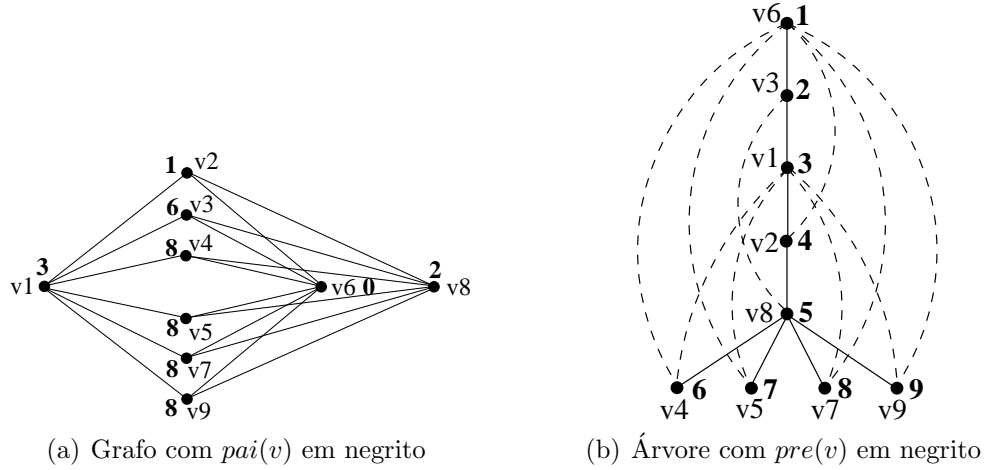 1 v2
6 v3
8 v4
3
v1
v6 0
2
v8
8 v5
8 v7
8 v9
(a) Grafo com pai(v) em negrito
v6 1
v3 2
v1 3
v2 4
v8 5
6 7 8 9
v4 v5 v7 v9
(b) Árvore com pre(v) em negrito